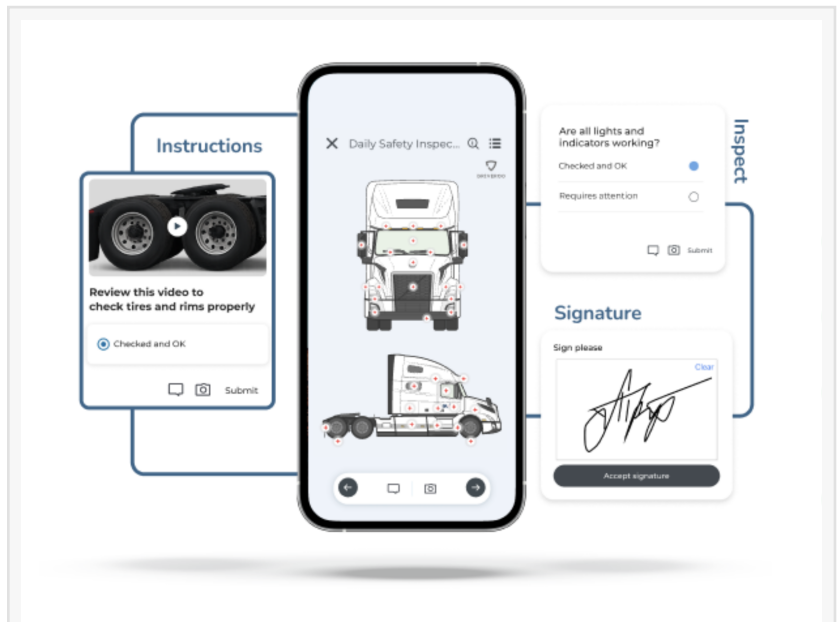 Instructions
Review this video to
check tires and rims properly
Checked and OK
Submit
Daily Safety Inspec...
Are all lights and
indicators working?
Checked and OK
Requires attention
Submit
Inspect
Signature
Sign please
Clear
Accept signature